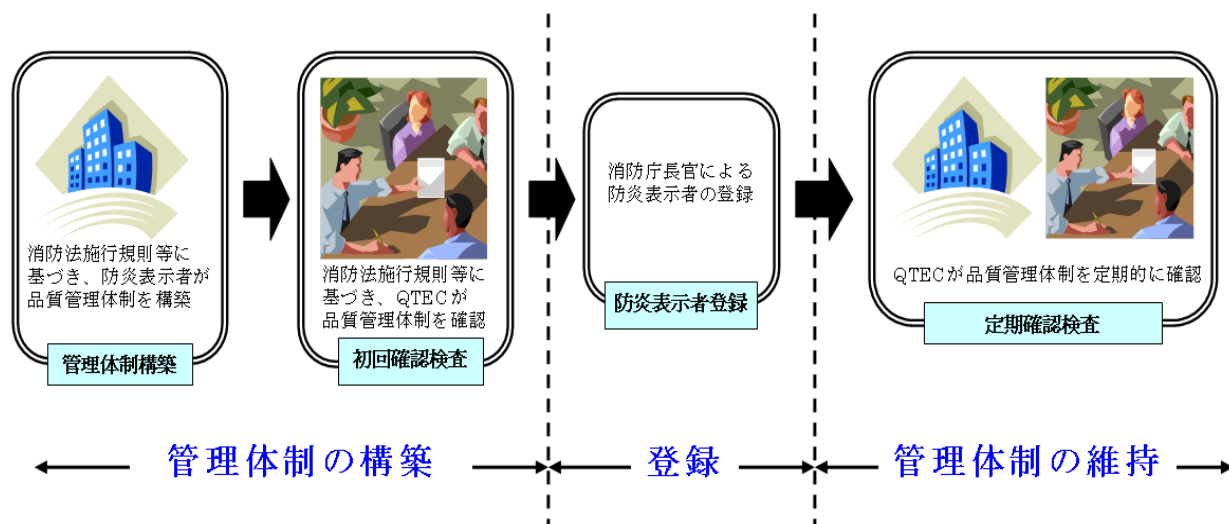 消防法施行規則等に
基づき、防炎表示者が
品質管理体制を構築
管理体制構築
消防法施行規則等に
基づき、QTECが
品質管理体制を確認
初回確認検査
消防庁長官による
防炎表示者の登録
防炎表示者登録
QTECが品質管理体制を定期的に確認
定期確認検査
管理体制の構築
登録
管理体制の維持